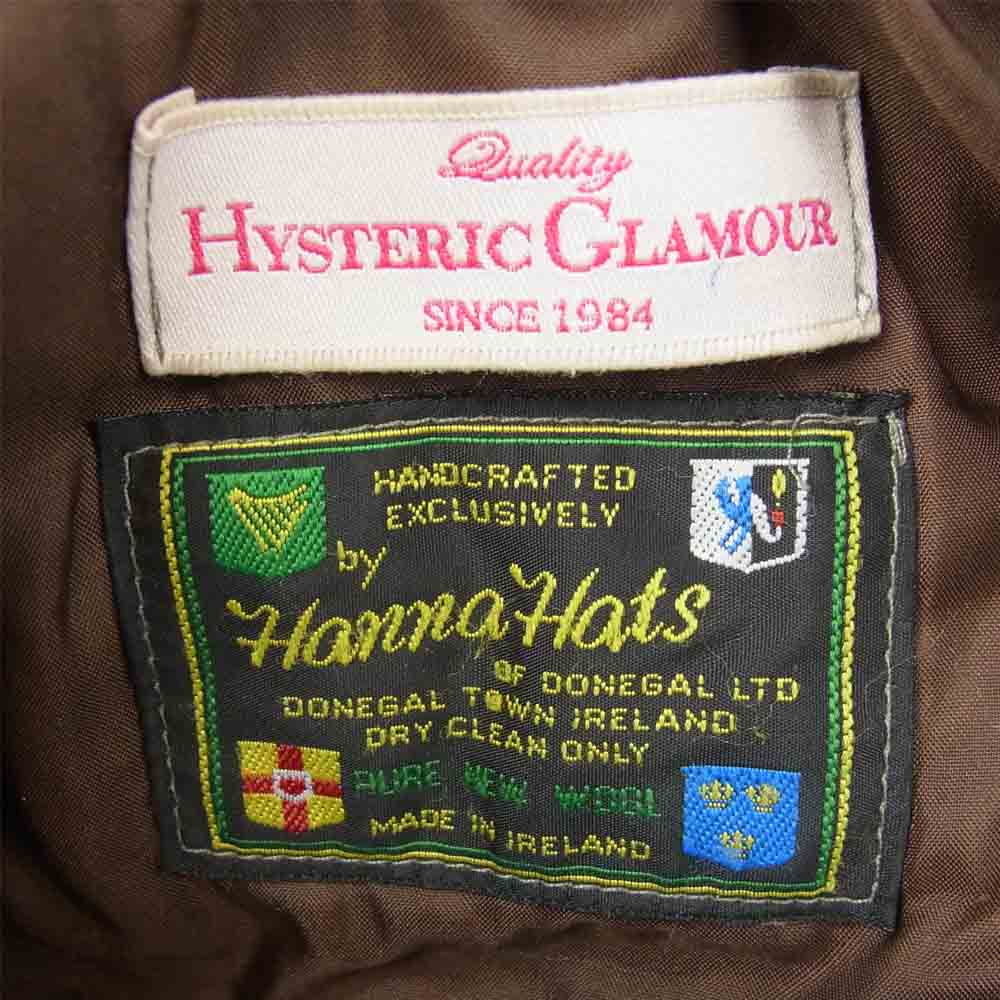 Quality
HYSTERIC GLAMOUR
SINCE 1984
HANDCRAFTED
EXCLUSIVELY
by
Hanna Hats
OF DONEGAL LTD
DONEGAL TOWN IRELAND
DRY CLEAN ONLY
PURE NEW WOOL
MADE IN IRELAND